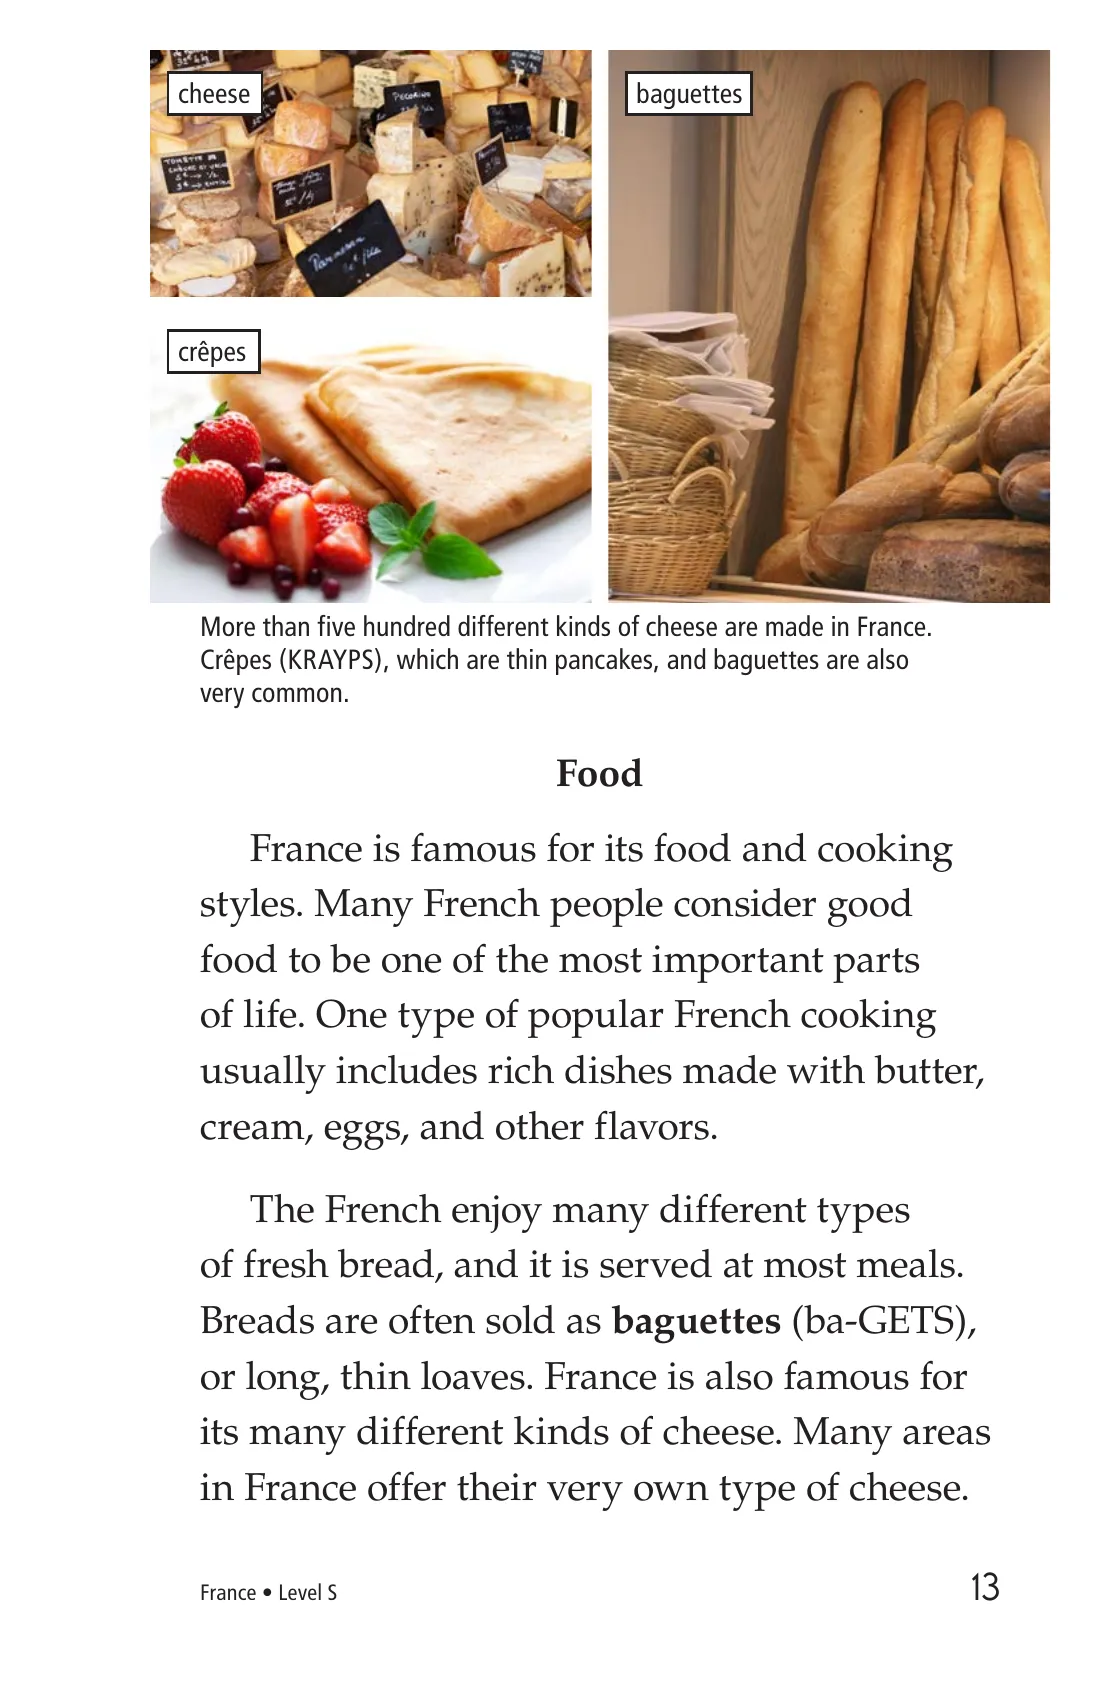 cheese
baguettes
PECORINO
TOMETTE
Parmesan
crêpes
More than five hundred different kinds of cheese are made in France.
Crêpes (KRAYPS), which are thin pancakes, and baguettes are also
very common.
Food
France is famous for its food and cooking
styles. Many French people consider good
food to be one of the most important parts
of life. One type of popular French cooking
usually includes rich dishes made with butter,
cream, eggs, and other flavors.
The French enjoy many different types
of fresh bread, and it is served at most meals.
Breads are often sold as baguettes (ba-GETS),
or long, thin loaves. France is also famous for
its many different kinds of cheese. Many areas
in France offer their very own type of cheese.
France • Level S
13